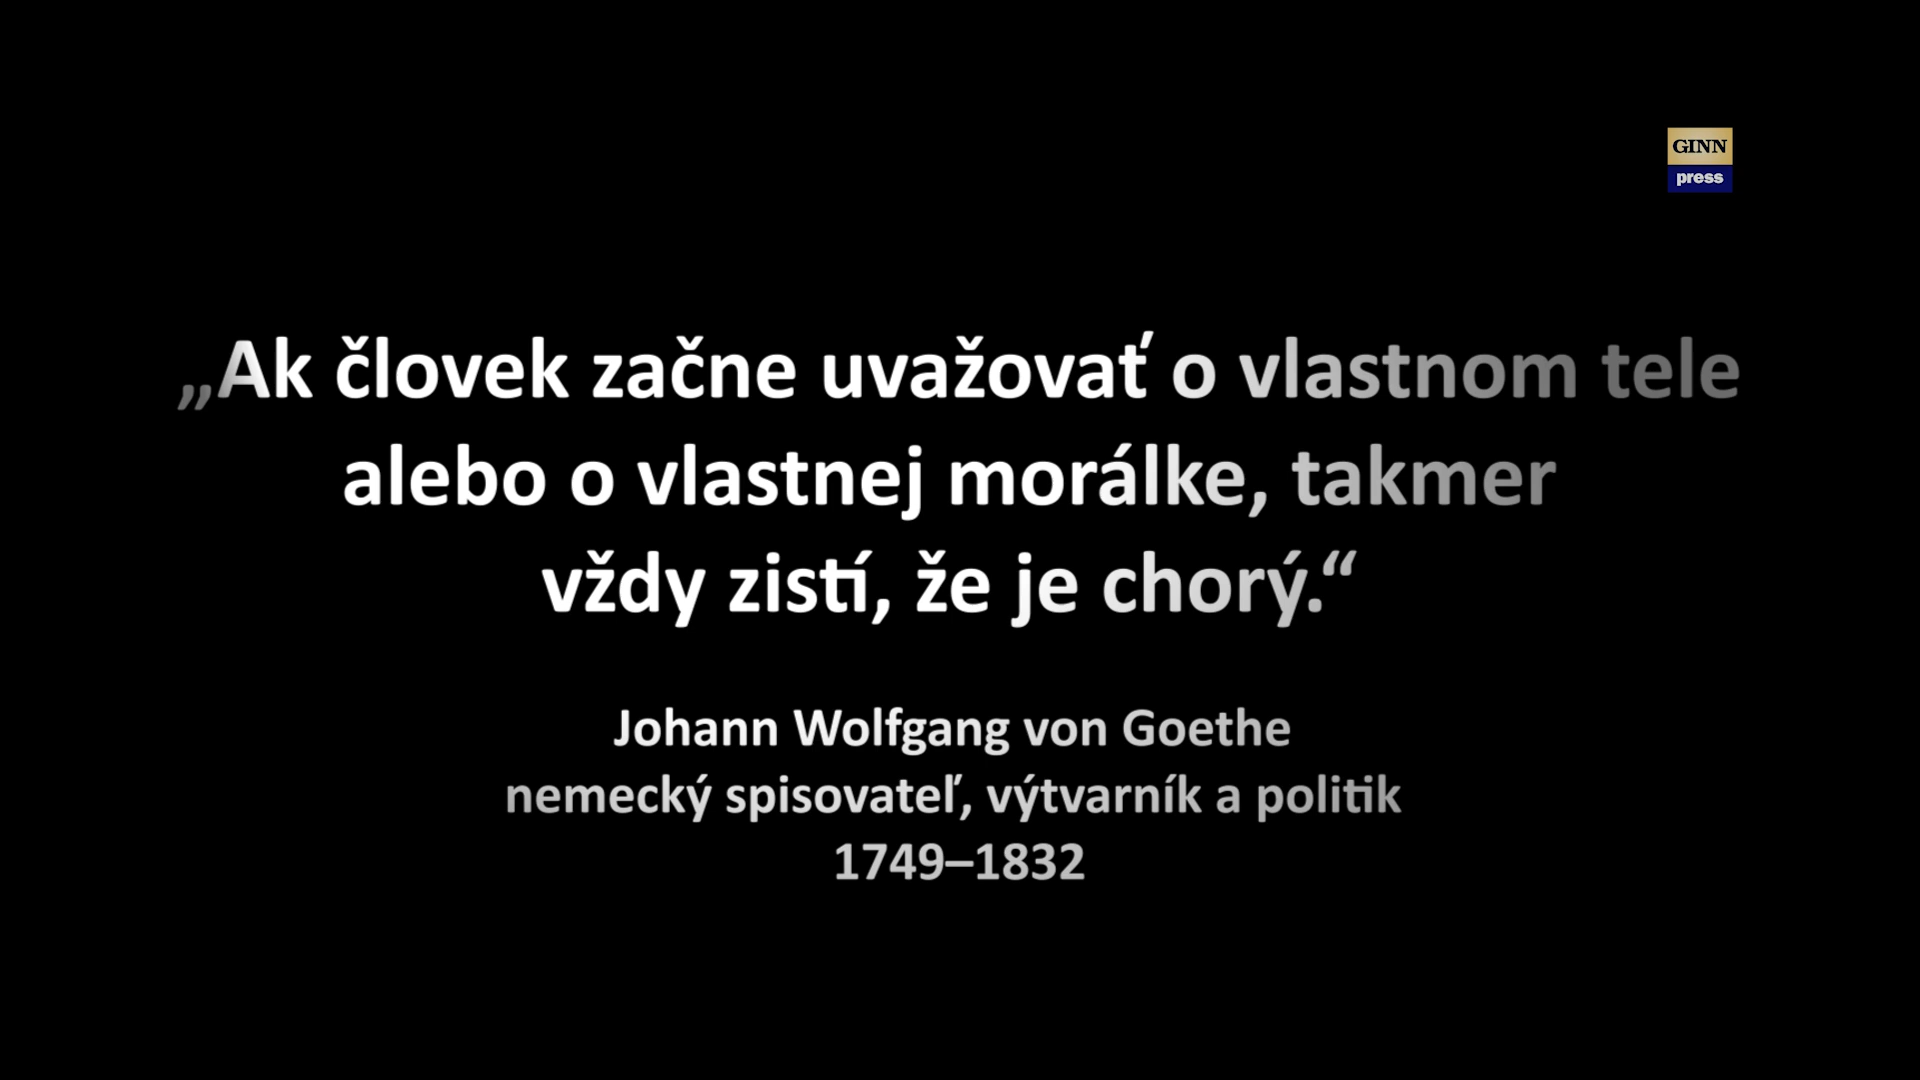 GINN
press
„Ak človek začne uvažovať o vlastnom tele
alebo o vlastnej morálke, takmer
vždy zistí, že je chorý.“
Johann Wolfgang von Goethe
nemecký spisovateľ, výtvarník a politik
1749–1832